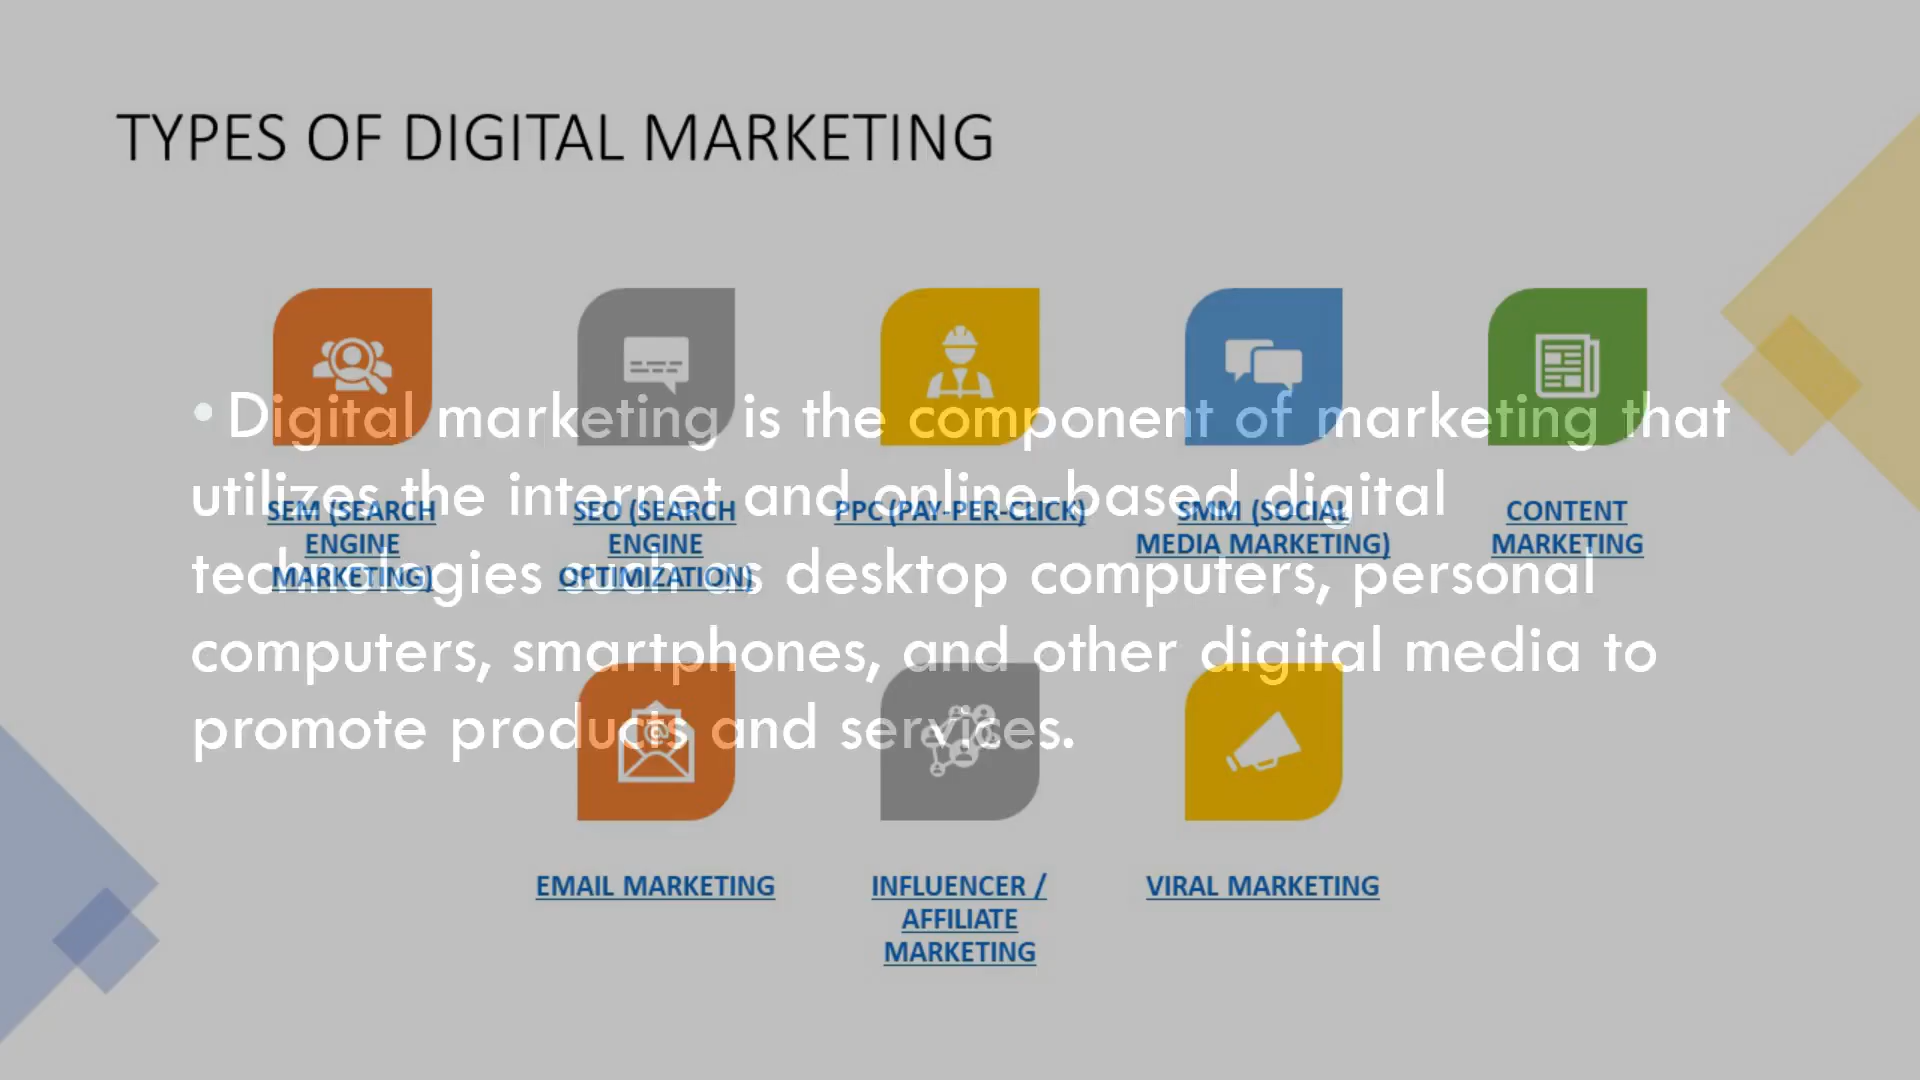 TYPES OF DIGITAL MARKETING
• Digital marketing is the component of marketing that
utilizes the internet and online-based digital
technologies such as desktop computers, personal
computers, smartphones, and other digital media to
promote products and services.
SEM (SEARCH
ENGINE
MARKETING)
SEO (SEARCH
ENGINE
OPTIMIZATION)
PPC (PAY-PER-CLICK)
SMM (SOCIAL
MEDIA MARKETING)
CONTENT
MARKETING
@
EMAIL MARKETING
INFLUENCER /
AFFILIATE
MARKETING
VIRAL MARKETING